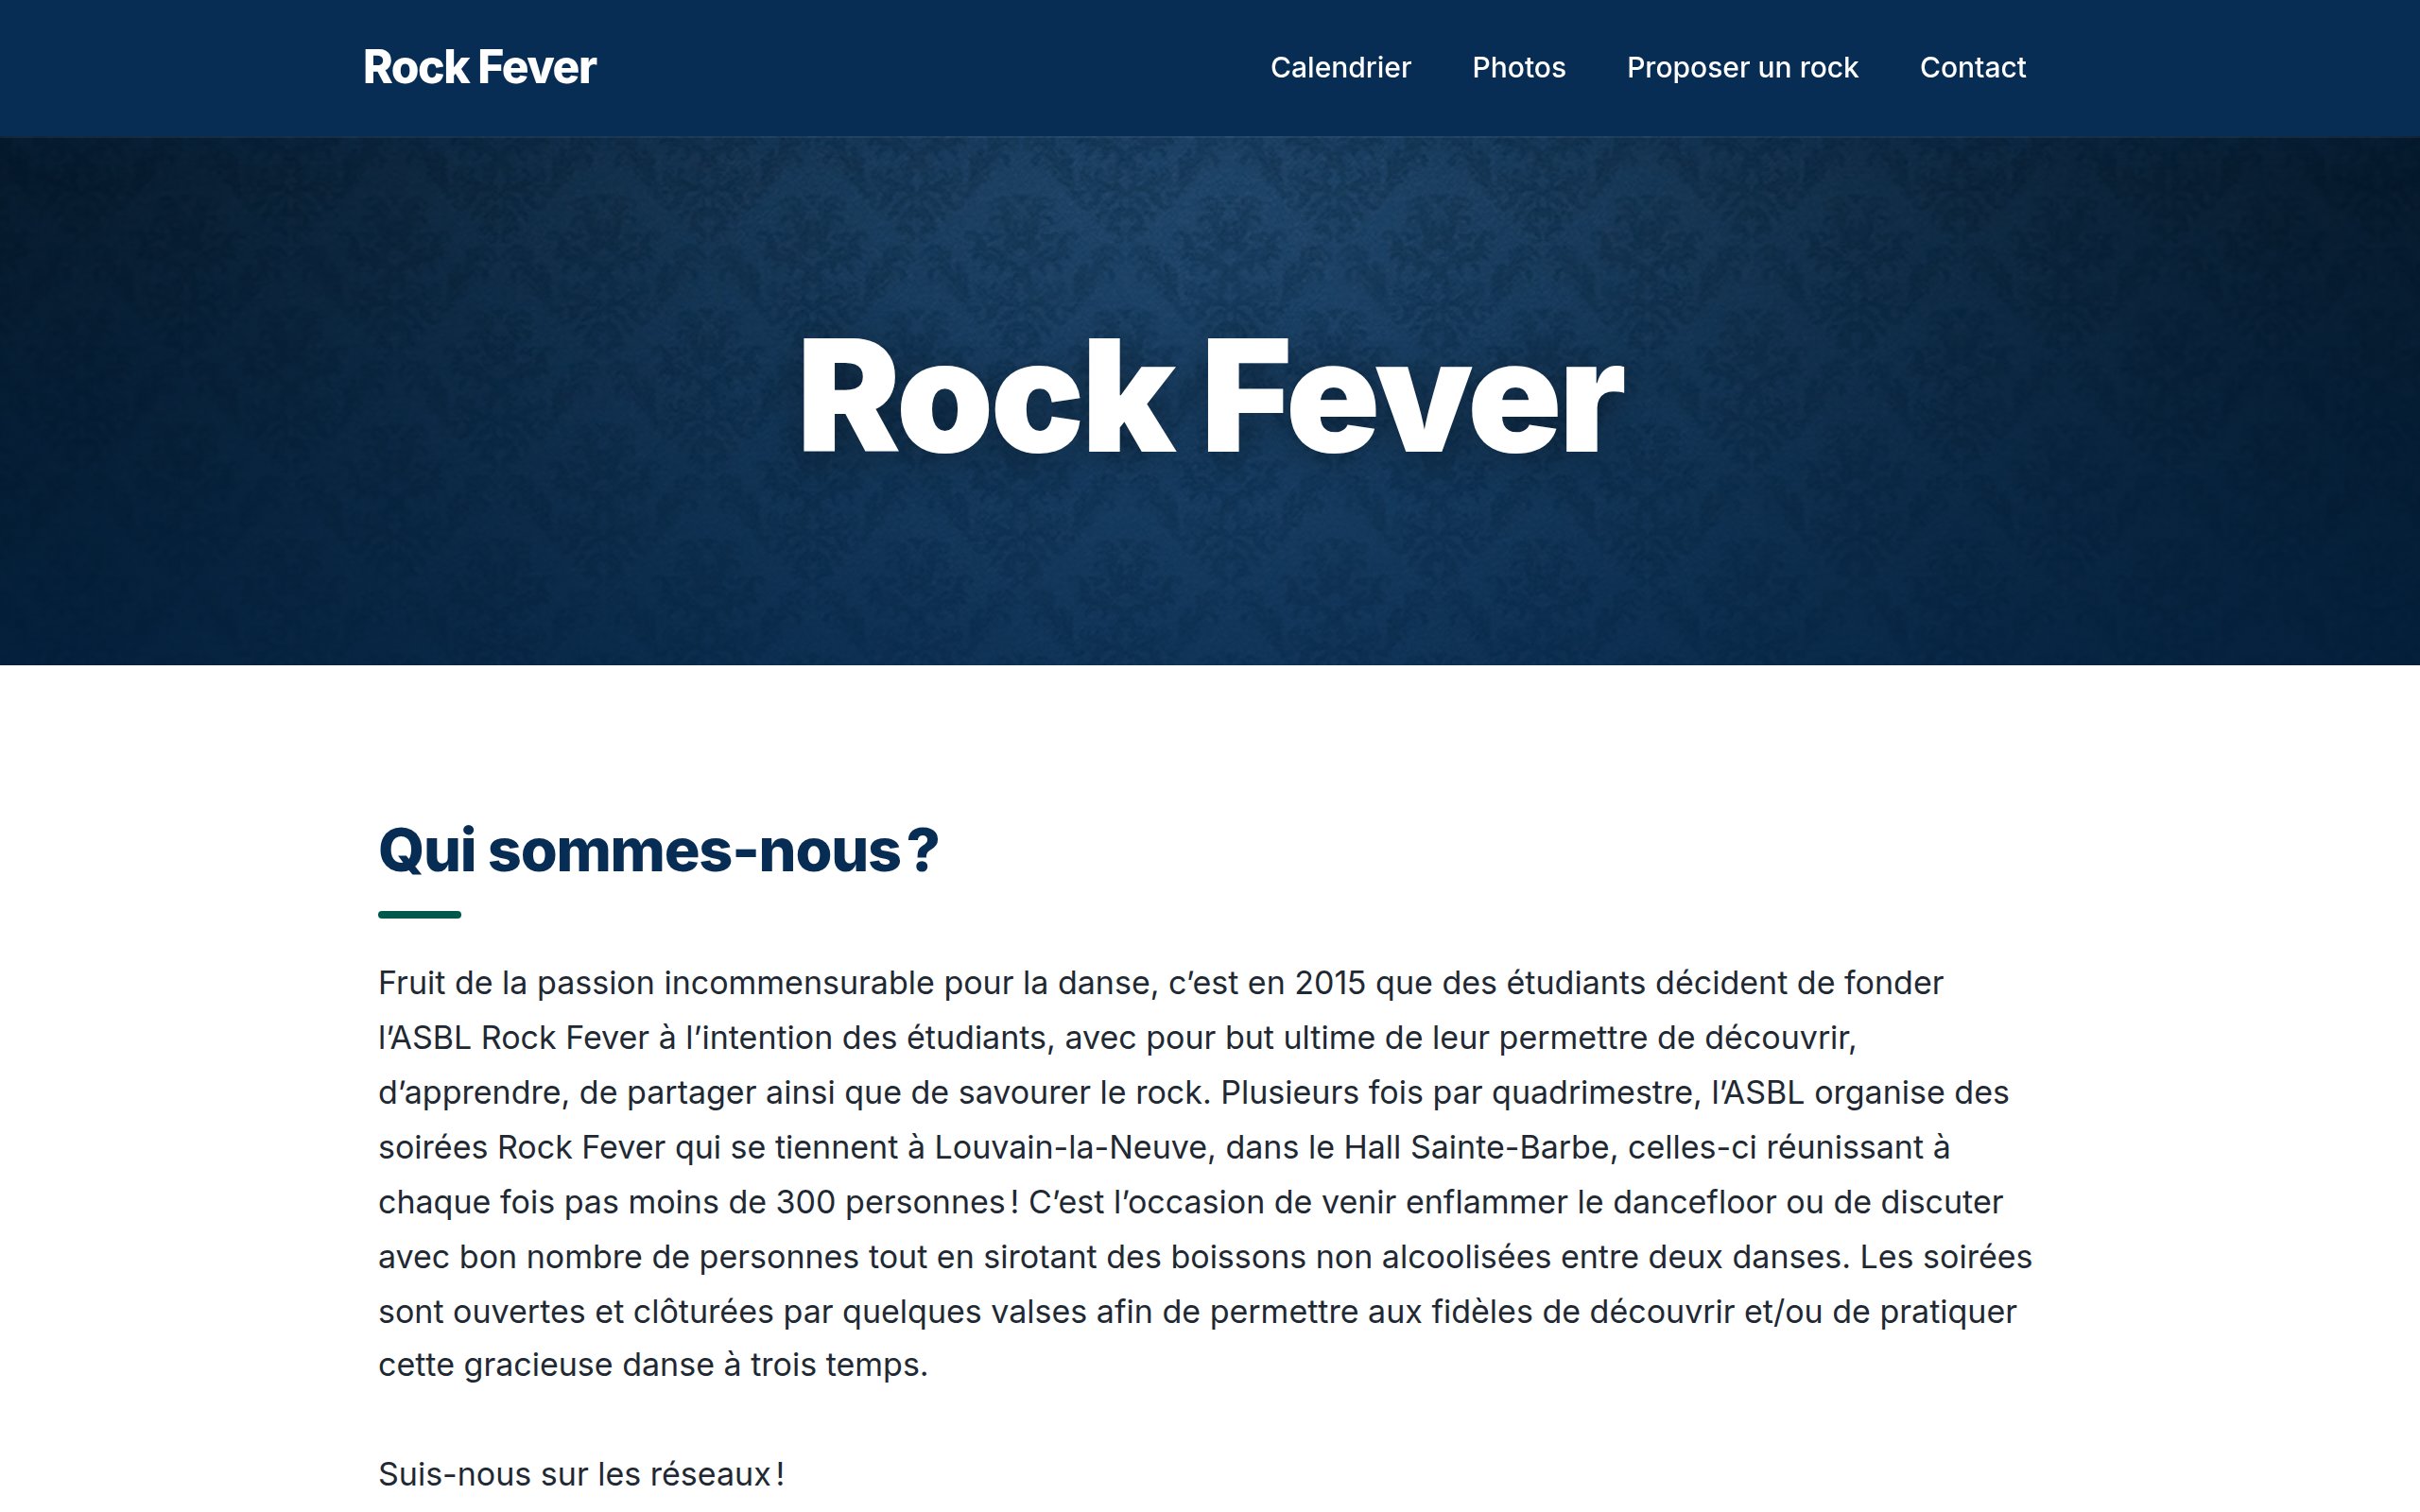 Rock Fever
Calendrier
Photos
Proposer un rock
Contact
Rock Fever
Qui sommes-nous ?
Fruit de la passion incommensurable pour la danse, c’est en 2015 que des étudiants décident de fonder
l’ASBL Rock Fever à l’intention des étudiants, avec pour but ultime de leur permettre de découvrir,
d’apprendre, de partager ainsi que de savourer le rock. Plusieurs fois par quadrimestre, l’ASBL organise des
soirées Rock Fever qui se tiennent à Louvain-la-Neuve, dans le Hall Sainte-Barbe, celles-ci réunissant à
chaque fois pas moins de 300 personnes ! C’est l’occasion de venir enflammer le dancefloor ou de discuter
avec bon nombre de personnes tout en sirotant des boissons non alcoolisées entre deux danses. Les soirées
sont ouvertes et clôturées par quelques valses afin de permettre aux fidèles de découvrir et/ou de pratiquer
cette gracieuse danse à trois temps.
Suis-nous sur les réseaux !